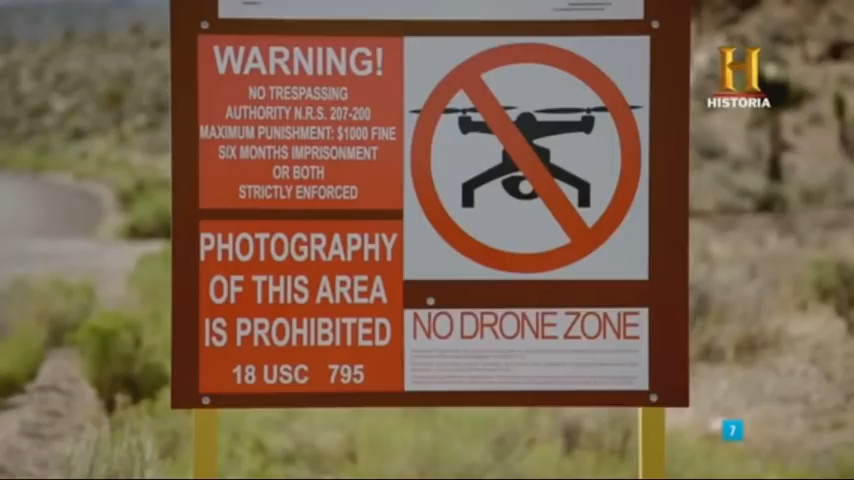 WARNING!
NO TRESPASSING
AUTHORITY N.R.S. 207-200
MAXIMUM PUNISHMENT: $1000 FINE
SIX MONTHS IMPRISONMENT
OR BOTH
STRICTLY ENFORCED
PHOTOGRAPHY
OF THIS AREA
IS PROHIBITED
18 USC 795
NO DRONE ZONE
H
HISTORIA
7